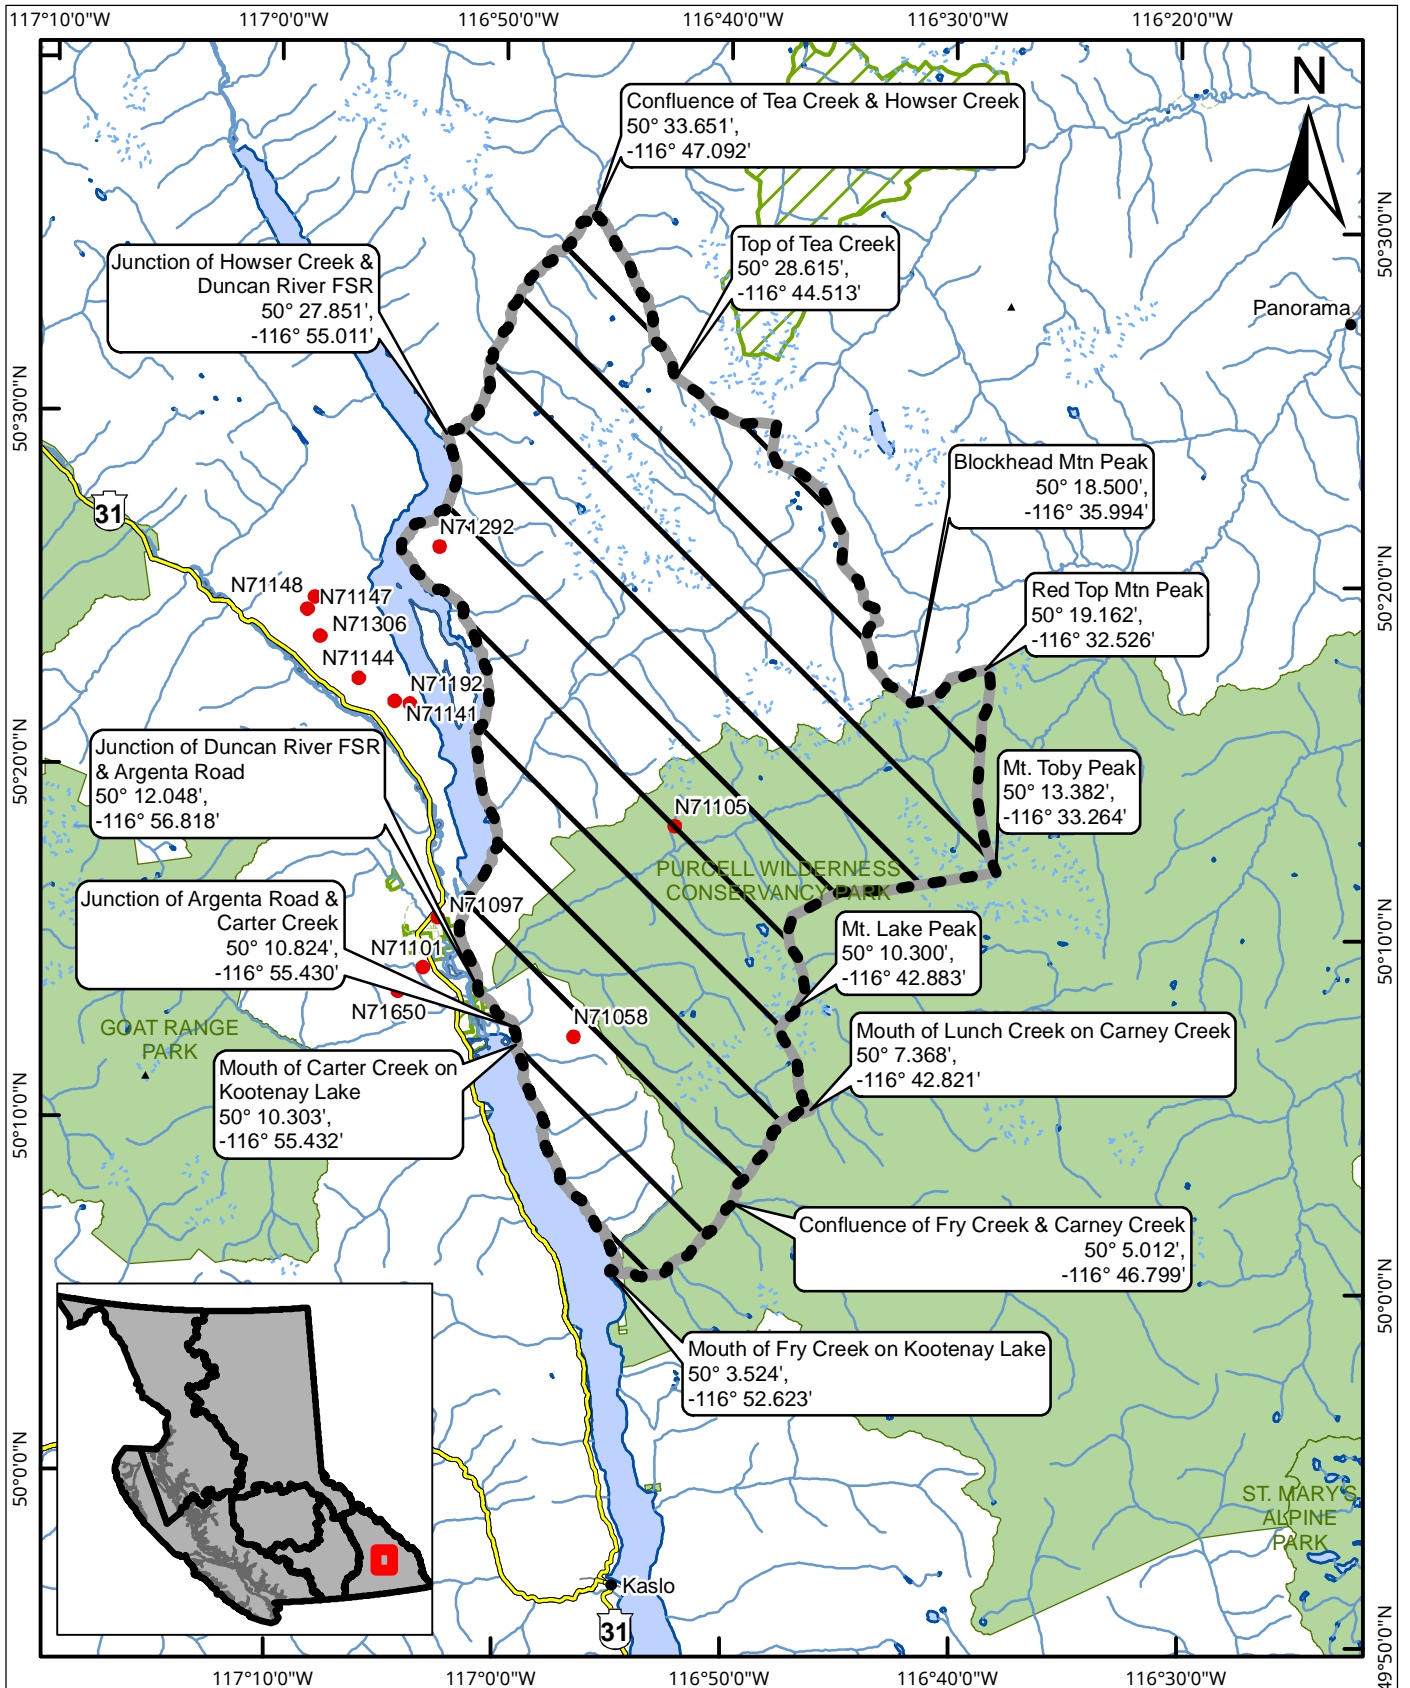 117°10'0"W
117°0'0"W
116°50'0"W
116°40'0"W
116°30'0"W
116°20'0"W
N
Confluence of Tea Creek & Howser Creek
50° 33.651',
-116° 47.092'
50°30'0"N
Top of Tea Creek
50° 28.615',
-116° 44.513'
Junction of Howser Creek &
Duncan River FSR
50° 27.851',
-116° 55.011'
Panorama
50°30'0"N
Blockhead Mtn Peak
50° 18.500',
-116° 35.994'
31
N71292
Red Top Mtn Peak
50° 19.162',
-116° 32.526'
50°20'0"N
N71148
N71147
N71306
N71144
N71192
N71141
Junction of Duncan River FSR
& Argenta Road
50° 12.048',
-116° 56.818'
50°20'0"N
Mt. Toby Peak
50° 13.382',
-116° 33.264'
N71105
PURCELL WILDERNESS
CONSERVANCY PARK
Junction of Argenta Road &
Carter Creek
50° 10.824',
-116° 55.430'
N71097
N71101
N71650
Mt. Lake Peak
50° 10.300',
-116° 42.883'
50°10'0"N
N71058
GOAT RANGE
PARK
Mouth of Lunch Creek on Carney Creek
50° 7.368',
-116° 42.821'
Mouth of Carter Creek on
Kootenay Lake
50° 10.303',
-116° 55.432'
50°10'0"N
Confluence of Fry Creek & Carney Creek
50° 5.012',
-116° 46.799'
50°0'0"N
Mouth of Fry Creek on Kootenay Lake
50° 3.524',
-116° 52.623'
50°0'0"N
ST. MARY'S
ALPINE
PARK
Kaslo
31
49°50'0"N
117°10'0"W
117°0'0"W
116°50'0"W
116°40'0"W
116°30'0"W